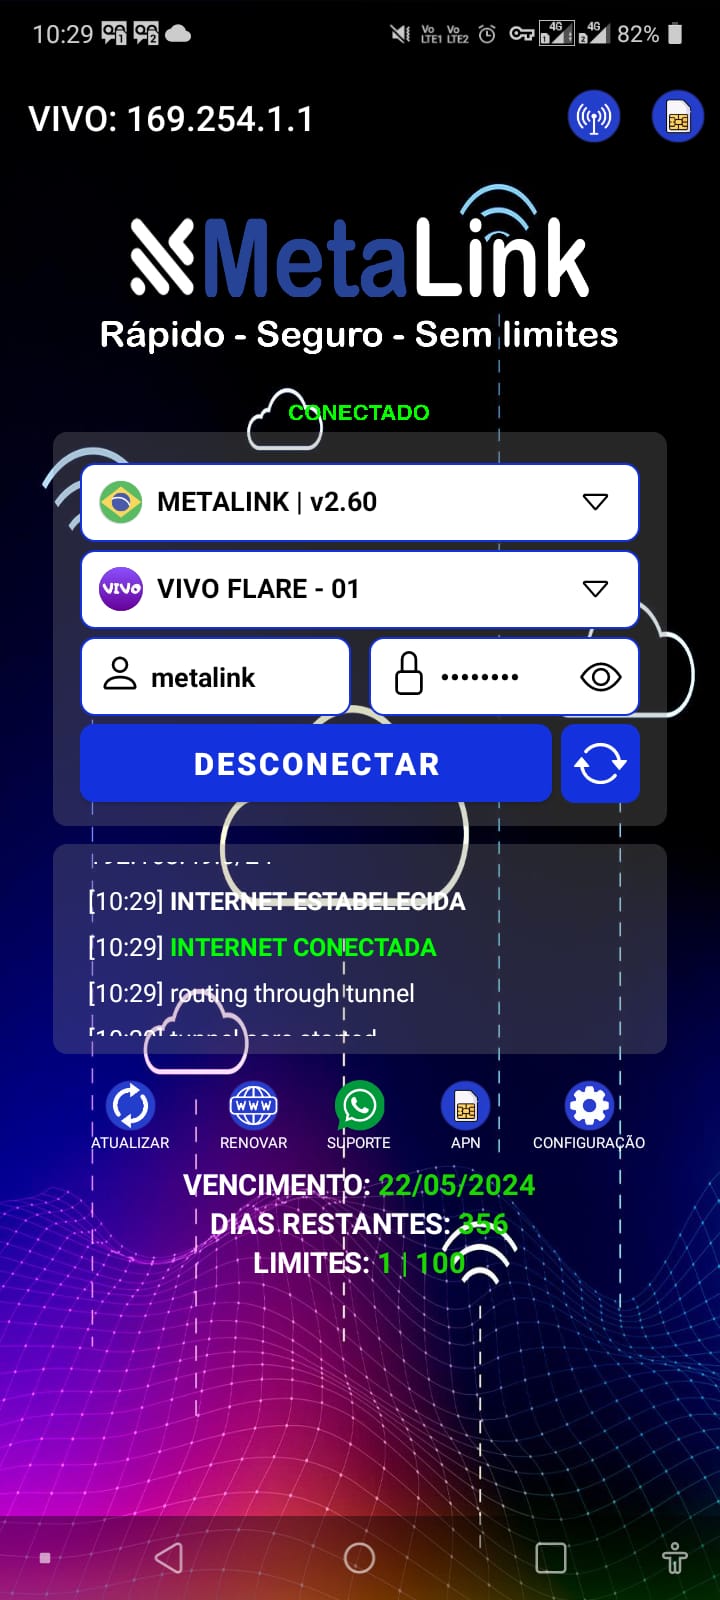 10:29 82%
VIVO: 169.254.1.1
MetaLink
Rápido - Seguro - Sem limites
CONECTADO
METALINK | v2.60
vivo VIVO FLARE - 01
metalink ••••••••
DESCONECTAR
[10:29] INTERNET ESTABELECIDA
[10:29] INTERNET CONECTADA
[10:29] routing through tunnel
ATUALIZAR RENOVAR SUPORTE APN CONFIGURAÇÃO
VENCIMENTO: 22/05/2024
DIAS RESTANTES: 356
LIMITES: 1 | 100